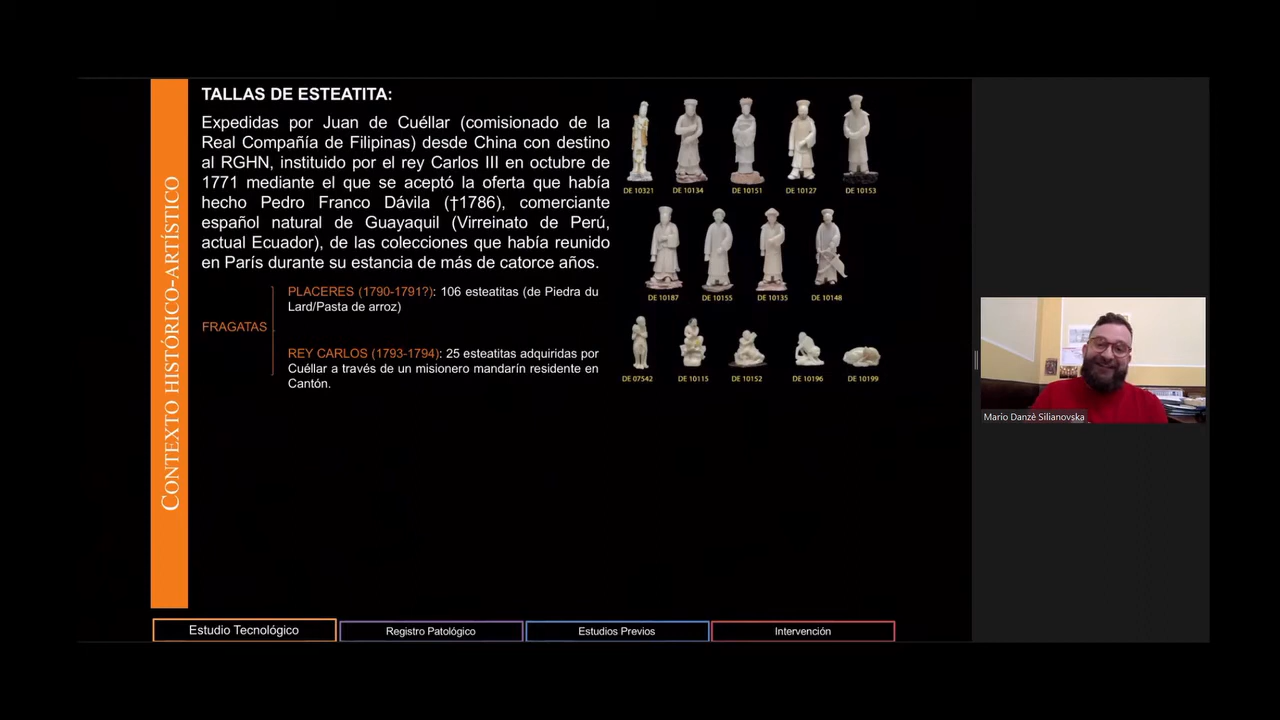 CONTEXTO HISTÓRICO-ARTÍSTICO
TALLAS DE ESTEATITA:
Expedidas por Juan de Cuéllar (comisionado de la
Real Compañía de Filipinas) desde China con destino
al RGHN, instituido por el rey Carlos III en octubre de
1771 mediante el que se aceptó la oferta que había
hecho Pedro Franco Dávila (†1786), comerciante
español natural de Guayaquil (Virreinato de Perú,
actual Ecuador), de las colecciones que había reunido
en París durante su estancia de más de catorce años.
FRAGATAS
PLACERES (1790-1791?): 106 esteatitas (de Piedra du
Lard/Pasta de arroz)
REY CARLOS (1793-1794): 25 esteatitas adquiridas por
Cuéllar a través de un misionero mandarín residente en
Cantón.
DE 10321 DE 10134 DE 10151 DE 10127 DE 10153
DE 10187 DE 10155 DE 10135 DE 10148
DE 07542 DE 10115 DE 10152 DE 10196 DE 10199
Mario Danzè Silianovska
Estudio Tecnológico Registro Patológico Estudios Previos Intervención